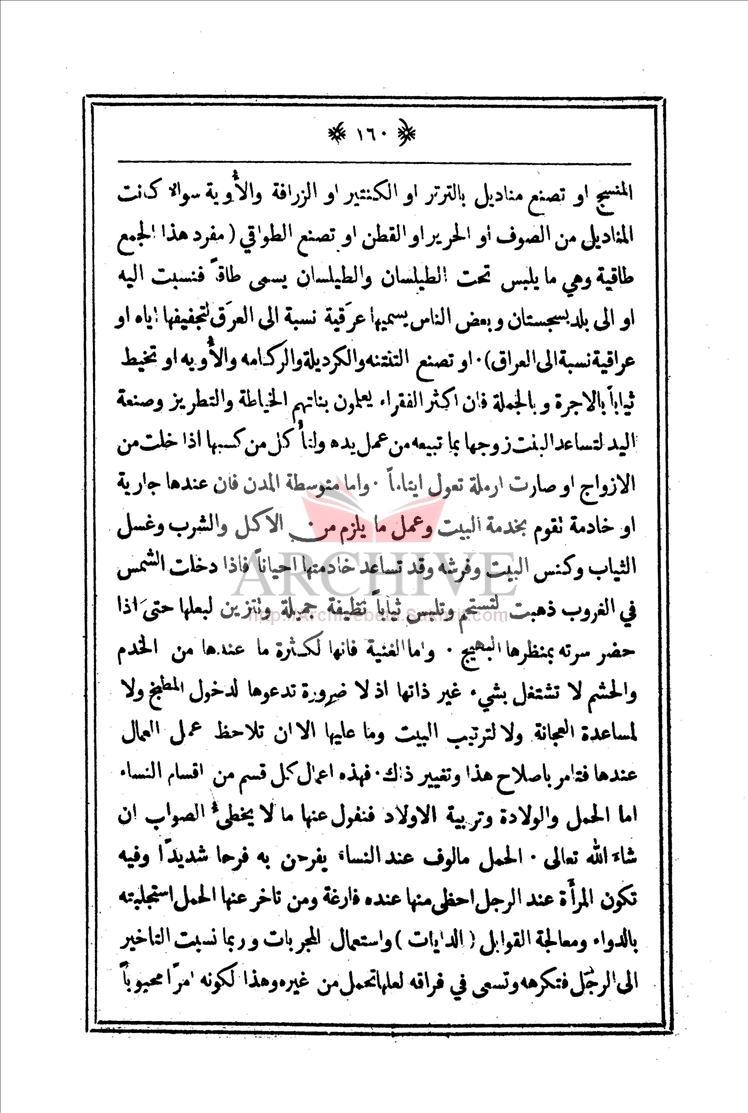 ١٦٠
المنسج او تصنع مناديل بالترتر او الكنتير او الزرافة والأوية سوالا كانت
المناديل من الصوف او الحرير او القطن او تصنع الطواقي ( مفرد هذا الجمع
طاقية وهي ما يلبس تحت الطيلسان والطيلسان يسمى طاقاً فنسبت اليه
او الى بلد بسجستان وبعض الناس يسميها عرقية نسبة الى العرَق لتجفيفها اياه او
عراقية نسبة الى العراق) . او تصنع التنتنه والكرديلة والركامه والأويه او تخيط
ثياباً بالاجرة وبالجملة فان اكثر الفقراء يعلمون بناتهم الخياطة والتطريز وصنعة
اليد لتساعد البنت زوجها بما تبيعه من عمل يده ولتأكل من كسبها اذا خلت من
الازواج او صارت ارملة تعول ايتاماً . واما متوسطة المدن فان عندها جارية
او خادمة تقوم بخدمة البيت وعمل ما يلزم من الاكل والشرب وغسل
الثياب وكنس البيت وفرشه وقد تساعد خادمتها احياناً فاذا دخلت الشمس
في الغروب ذهبت لتستحم وتلبس ثياباً نظيفة جميلة وتتزين لبعلها حتى اذا
حضر سرته بمنظرها البهيج . واما الغنية فانها لكثرة ما عندها من الخدم
والحشم لا تشتغل بشيء غير ذاتها اذ لا ضرورة تدعوها لدخول المطبخ ولا
لمساعدة العجانة ولا لترتيب البيت وما عليها الا ان تلاحظ عمل العمال
عندها فتامر باصلاح هذا وتغيير ذاك . فهذه اعمال كل قسم من اقسام النساء
اما الحمل والولادة وتربية الاولاد فنقول عنها ما لا يخطئ الصواب ان
شاء الله تعالى . الحمل مالوف عند النساء يفرحن به فرحا شديدًا وفيه
تكون المرأة عند الرجل احظى منها عنده فارغة ومن تاخر عنها الحمل استجلبته
بالدواء ومعالجة القوابل ( الدايات ) واستعمال المجربات وربما نسبت التاخير
الى الرجل فتكرهه وتسعى في فراقه لعلها تحمل من غيره وهذا لكونه امرًا محبوباً
ARCHIVE